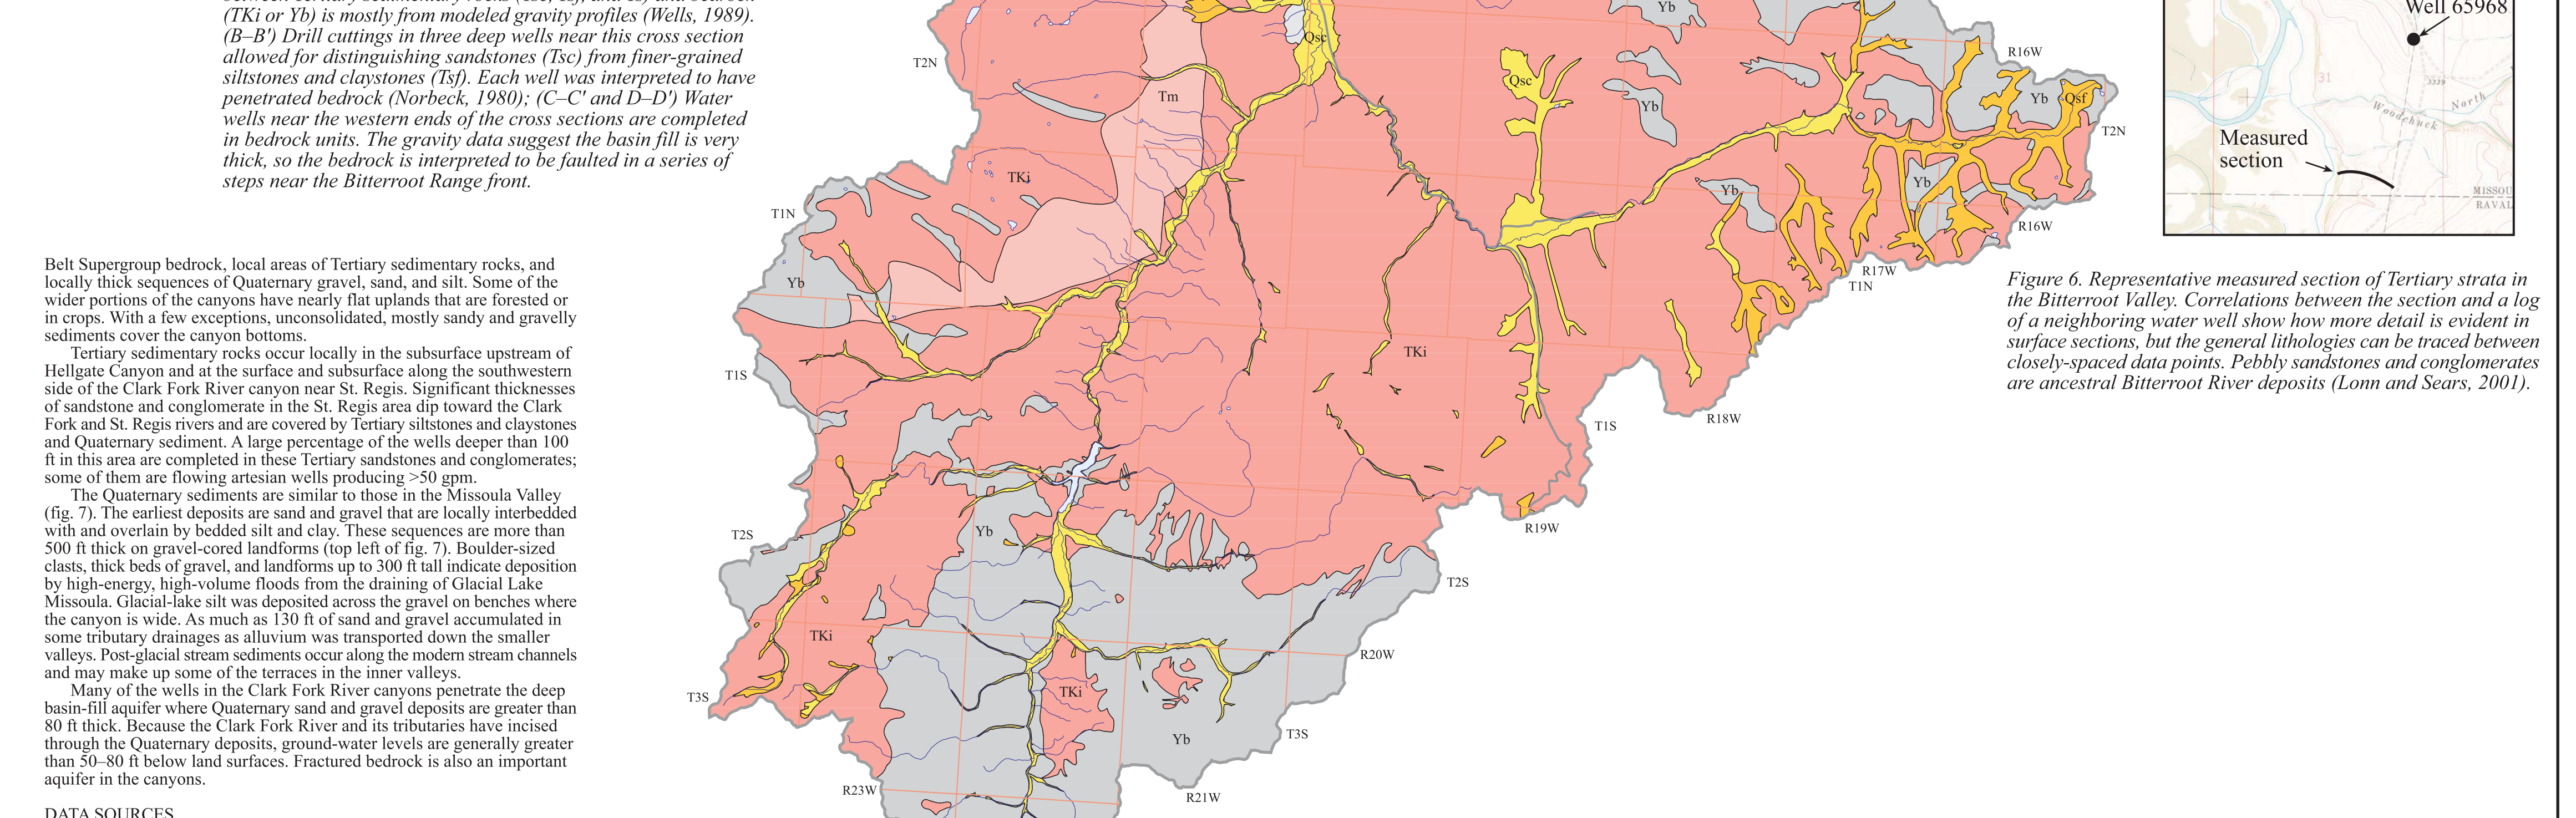 (TKi or Yb) is mostly from modeled gravity profiles (Wells, 1989).
(B–B') Drill cuttings in three deep wells near this cross section
allowed for distinguishing sandstones (Tsc) from finer-grained
siltstones and claystones (Tsf). Each well was interpreted to have
penetrated bedrock (Norbeck, 1980); (C–C' and D–D') Water
wells near the western ends of the cross sections are completed
in bedrock units. The gravity data suggest the basin fill is very
thick, so the bedrock is interpreted to be faulted in a series of
steps near the Bitterroot Range front.
Belt Supergroup bedrock, local areas of Tertiary sedimentary rocks, and
locally thick sequences of Quaternary gravel, sand, and silt. Some of the
wider portions of the canyons have nearly flat uplands that are forested or
in crops. With a few exceptions, unconsolidated, mostly sandy and gravelly
sediments cover the canyon bottoms.
Tertiary sedimentary rocks occur locally in the subsurface upstream of
Hellgate Canyon and at the surface and subsurface along the southwestern
side of the Clark Fork River canyon near St. Regis. Significant thicknesses
of sandstone and conglomerate in the St. Regis area dip toward the Clark
Fork and St. Regis rivers and are covered by Tertiary siltstones and claystones
and Quaternary sediment. A large percentage of the wells deeper than 100
ft in this area are completed in these Tertiary sandstones and conglomerates;
some of them are flowing artesian wells producing >50 gpm.
The Quaternary sediments are similar to those in the Missoula Valley
(fig. 7). The earliest deposits are sand and gravel that are locally interbedded
with and overlain by bedded silt and clay. These sequences are more than
500 ft thick on gravel-cored landforms (top left of fig. 7). Boulder-sized
clasts, thick beds of gravel, and landforms up to 300 ft tall indicate deposition
by high-energy, high-volume floods from the draining of Glacial Lake
Missoula. Glacial-lake silt was deposited across the gravel on benches where
the canyon is wide. As much as 130 ft of sand and gravel accumulated in
some tributary drainages as alluvium was transported down the smaller
valleys. Post-glacial stream sediments occur along the modern stream channels
and may make up some of the terraces in the inner valleys.
Many of the wells in the Clark Fork River canyons penetrate the deep
basin-fill aquifer where Quaternary sand and gravel deposits are greater than
80 ft thick. Because the Clark Fork River and its tributaries have incised
through the Quaternary deposits, ground-water levels are generally greater
than 50–80 ft below land surfaces. Fractured bedrock is also an important
aquifer in the canyons.
DATA SOURCES
Yb
Qsc
R16W
T2N
Qsc
Tm
Yb
Yb
Qsf
T2N
TKi
Yb
Yb
T1N
R16W
Yb
R17W
T1N
TKi
T1S
R18W
T1S
Yb
R19W
T2S
T2S
TKi
R20W
T3S
TKi
Yb
T3S
R23W
R21W
Well 65968
31
3339
Woodchuck
North
Measured
section
MISSOU
RAVAL
Figure 6. Representative measured section of Tertiary strata in
the Bitterroot Valley. Correlations between the section and a log
of a neighboring water well show how more detail is evident in
surface sections, but the general lithologies can be traced between
closely-spaced data points. Pebbly sandstones and conglomerates
are ancestral Bitterroot River deposits (Lonn and Sears, 2001).